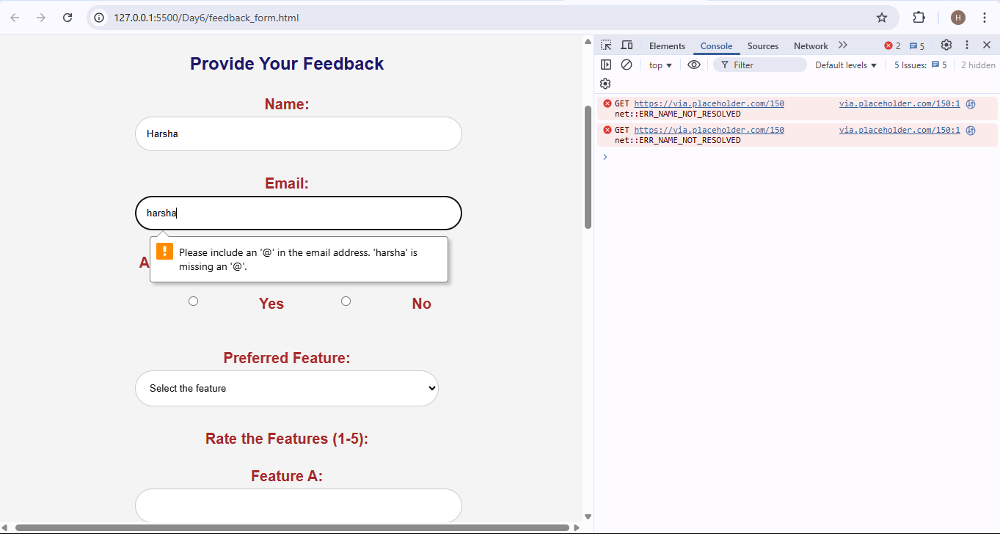 127.0.0.1:5500/Day6/feedback_form.html
H
Provide Your Feedback
Name:
Harsha
Email:
harsha
Please include an '@' in the email address. 'harsha' is
missing an '@'.
A
Yes
No
Preferred Feature:
Select the feature
Rate the Features (1-5):
Feature A:
Elements Console Sources Network 2 5
top Filter Default levels 5 Issues: 5 2 hidden
GET https://via.placeholder.com/150 via.placeholder.com/150:1
net::ERR_NAME_NOT_RESOLVED
GET https://via.placeholder.com/150 via.placeholder.com/150:1
net::ERR_NAME_NOT_RESOLVED